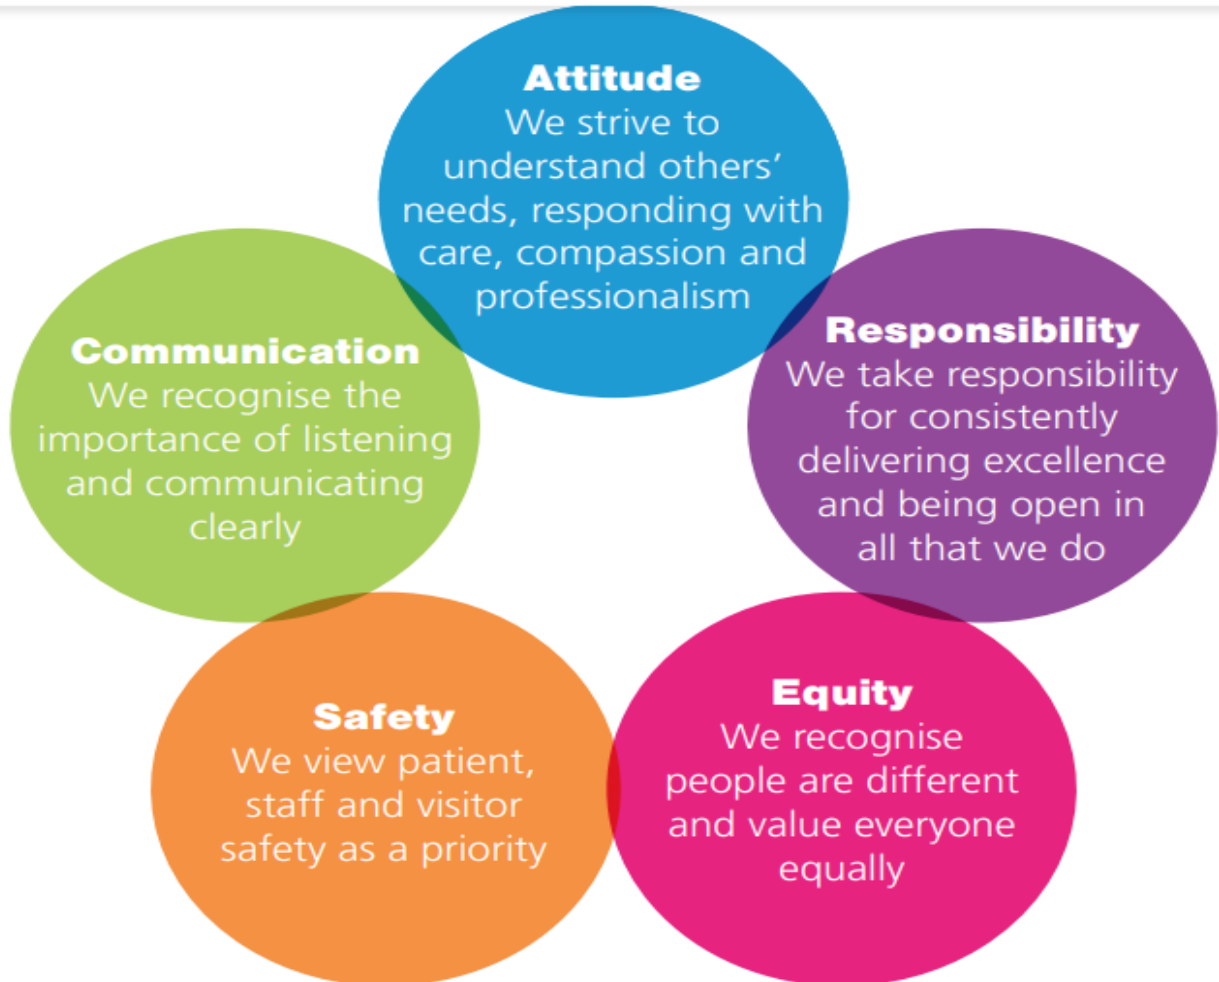 Attitude
We strive to
understand others’
needs, responding with
care, compassion and
professionalism
Communication
We recognise the
importance of listening
and communicating
clearly
Responsibility
We take responsibility
for consistently
delivering excellence
and being open in
all that we do
Safety
We view patient,
staff and visitor
safety as a priority
Equity
We recognise
people are different
and value everyone
equally